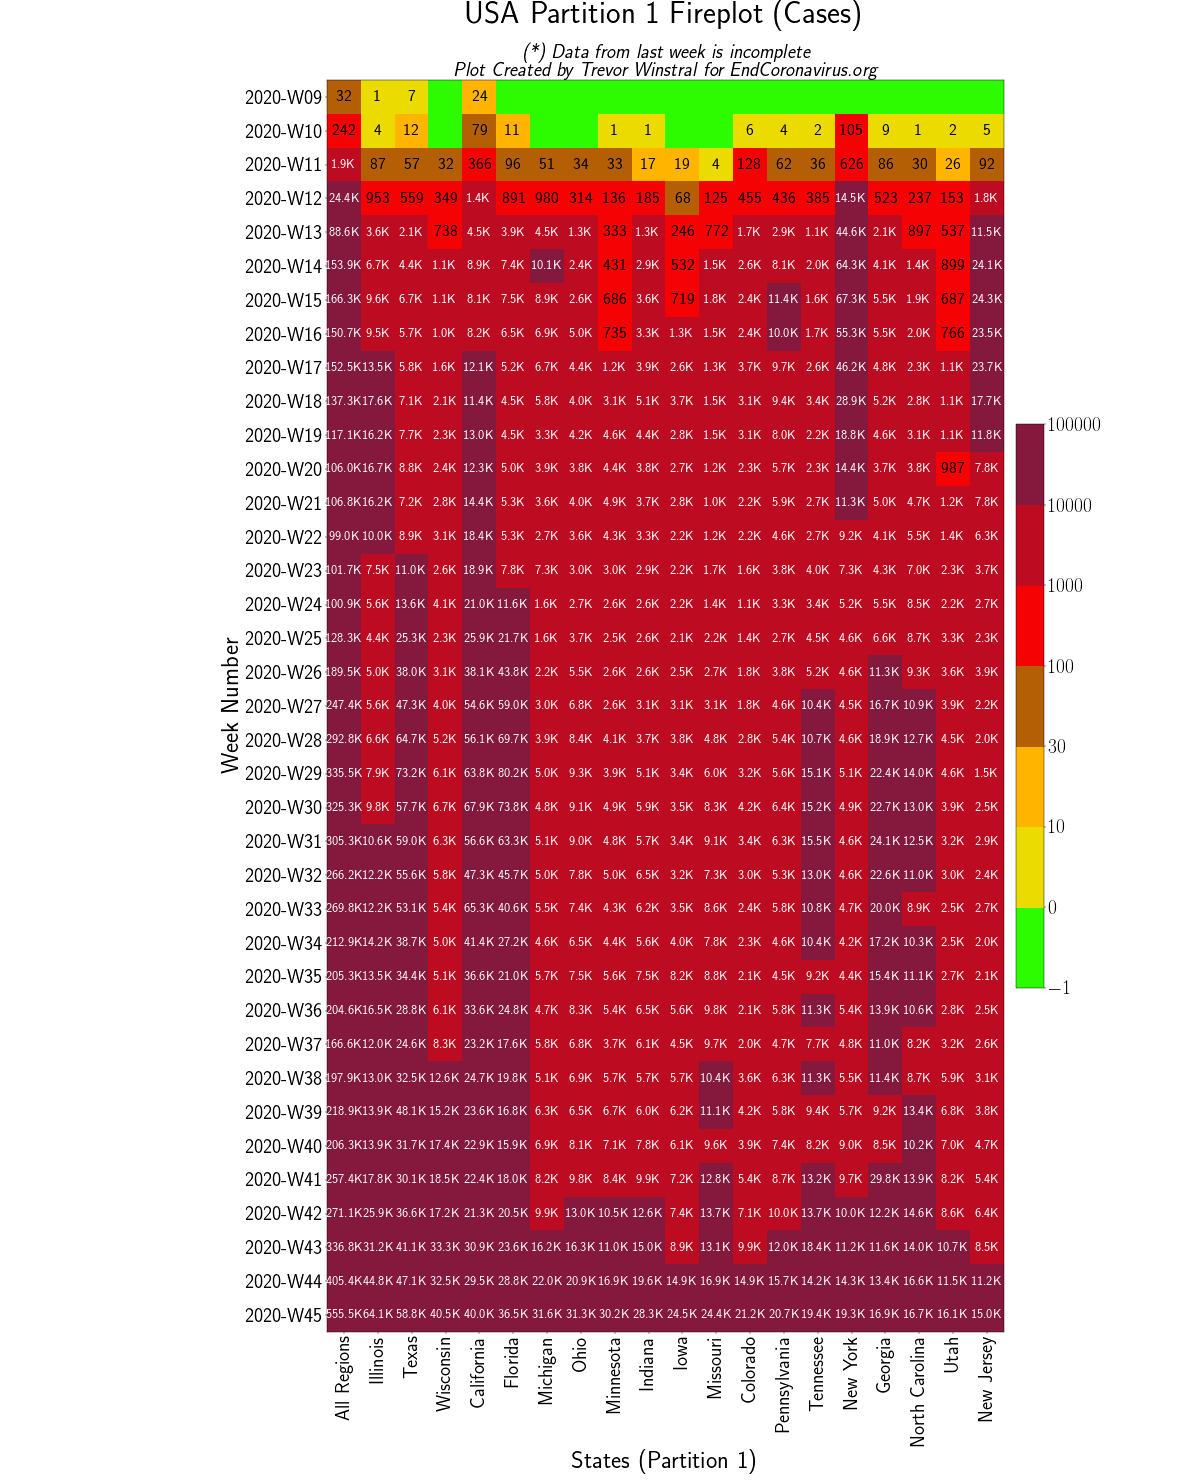 USA Partition 1 Fireplot (Cases)
(*) Data from last week is incomplete
Plot Created by Trevor Winstral for EndCoronavirus.org
2020-W09 32 1 7 24
2020-W10 242 4 12 79 11 1 1 6 4 2 105 9 1 2 5
2020-W11 1.9K 87 57 32 366 96 51 34 33 17 19 4 128 62 36 626 86 30 26 92
2020-W12 24.4K 953 559 349 1.4K 891 980 314 136 185 68 125 455 436 385 14.5K 523 237 153 1.8K
2020-W13 88.6K 3.6K 2.1K 738 4.5K 3.9K 4.5K 1.3K 333 1.3K 246 772 1.7K 2.9K 1.1K 44.6K 2.1K 897 537 11.5K
2020-W14 153.9K 6.7K 4.4K 1.1K 8.9K 7.4K 10.1K 2.4K 431 2.9K 532 1.5K 2.6K 8.1K 2.0K 64.3K 4.1K 1.4K 899 24.1K
2020-W15 166.3K 9.6K 6.7K 1.1K 8.1K 7.5K 8.9K 2.6K 686 3.6K 719 1.8K 2.4K 11.4K 1.6K 67.3K 5.5K 1.9K 687 24.3K
2020-W16 150.7K 9.5K 5.7K 1.0K 8.2K 6.5K 6.9K 5.0K 735 3.3K 1.3K 1.5K 2.4K 10.0K 1.7K 55.3K 5.5K 2.0K 766 23.5K
2020-W17 152.5K 13.5K 5.8K 1.6K 12.1K 5.2K 6.7K 4.4K 1.2K 3.9K 2.6K 1.3K 3.7K 9.7K 2.6K 46.2K 4.8K 2.3K 1.1K 23.7K
2020-W18 137.3K 17.6K 7.1K 2.1K 11.4K 4.5K 5.8K 4.0K 3.1K 5.1K 3.7K 1.5K 3.1K 9.4K 3.4K 28.9K 5.2K 2.8K 1.1K 17.7K
2020-W19 117.1K 16.2K 7.7K 2.3K 13.0K 4.5K 3.3K 4.2K 4.6K 4.4K 2.8K 1.5K 3.1K 8.0K 2.2K 18.8K 4.6K 3.1K 1.1K 11.8K
2020-W20 106.0K 16.7K 8.8K 2.4K 12.3K 5.0K 3.9K 3.8K 4.4K 3.8K 2.7K 1.2K 2.3K 5.7K 2.3K 14.4K 3.7K 3.8K 987 7.8K
2020-W21 106.8K 16.2K 7.2K 2.8K 14.4K 5.3K 3.6K 4.0K 4.9K 3.7K 2.8K 1.0K 2.2K 5.9K 2.7K 11.3K 5.0K 4.7K 1.2K 7.8K
2020-W22 99.0K 10.0K 8.9K 3.1K 18.4K 5.3K 2.7K 3.6K 4.3K 3.3K 2.2K 1.2K 2.2K 4.6K 2.7K 9.2K 4.1K 5.5K 1.4K 6.3K
2020-W23 101.7K 7.5K 11.0K 2.6K 18.9K 7.8K 7.3K 3.0K 3.0K 2.9K 2.2K 1.7K 1.6K 3.8K 4.0K 7.3K 4.3K 7.0K 2.3K 3.7K
2020-W24 100.9K 5.6K 13.6K 4.1K 21.0K 11.6K 1.6K 2.7K 2.6K 2.6K 2.2K 1.4K 1.1K 3.3K 3.4K 5.2K 5.5K 8.5K 2.2K 2.7K
2020-W25 128.3K 4.4K 25.3K 2.3K 25.9K 21.7K 1.6K 3.7K 2.5K 2.6K 2.1K 2.2K 1.4K 2.7K 4.5K 4.6K 6.6K 8.7K 3.3K 2.3K
2020-W26 189.5K 5.0K 38.0K 3.1K 38.1K 43.8K 2.2K 5.5K 2.6K 2.6K 2.5K 2.7K 1.8K 3.8K 5.2K 4.6K 11.3K 9.3K 3.6K 3.9K
2020-W27 247.4K 5.6K 47.3K 4.0K 54.6K 59.0K 3.0K 6.8K 2.6K 3.1K 3.1K 3.1K 1.8K 4.6K 10.4K 4.5K 16.7K 10.9K 3.9K 2.2K
2020-W28 292.8K 6.6K 64.7K 5.2K 56.1K 69.7K 3.9K 8.4K 4.1K 3.7K 3.8K 4.8K 2.8K 5.4K 10.7K 4.6K 18.9K 12.7K 4.5K 2.0K
2020-W29 335.5K 7.9K 73.2K 6.1K 63.8K 80.2K 5.0K 9.3K 3.9K 5.1K 3.4K 6.0K 3.2K 5.6K 15.1K 5.1K 22.4K 14.0K 4.6K 1.5K
2020-W30 325.3K 9.8K 57.7K 6.7K 67.9K 73.8K 4.8K 9.1K 4.9K 5.9K 3.5K 8.3K 4.2K 6.4K 15.2K 4.9K 22.7K 13.0K 3.9K 2.5K
2020-W31 305.3K 10.6K 59.0K 6.3K 56.6K 63.3K 5.1K 9.0K 4.8K 5.7K 3.4K 9.1K 3.4K 6.3K 15.5K 4.6K 24.1K 12.5K 3.2K 2.9K
2020-W32 266.2K 12.2K 55.6K 5.8K 47.3K 45.7K 5.0K 7.8K 5.0K 6.5K 3.2K 7.3K 3.0K 5.3K 13.0K 4.6K 22.6K 11.0K 3.0K 2.4K
2020-W33 269.8K 12.2K 53.1K 5.4K 65.3K 40.6K 5.5K 7.4K 4.3K 6.2K 3.5K 8.6K 2.4K 5.8K 10.8K 4.7K 20.0K 8.9K 2.5K 2.7K
2020-W34 212.9K 14.2K 38.7K 5.0K 41.4K 27.2K 4.6K 6.5K 4.4K 5.6K 4.0K 7.8K 2.3K 4.6K 10.4K 4.2K 17.2K 10.3K 2.5K 2.0K
2020-W35 205.3K 13.5K 34.4K 5.1K 36.6K 21.0K 5.7K 7.5K 5.6K 7.5K 8.2K 8.8K 2.1K 4.5K 9.2K 4.4K 15.4K 11.1K 2.7K 2.1K
2020-W36 204.6K 16.5K 28.8K 6.1K 33.6K 24.8K 4.7K 8.3K 5.4K 6.5K 5.6K 9.8K 2.1K 5.8K 11.3K 5.4K 13.9K 10.6K 2.8K 2.5K
2020-W37 166.6K 12.0K 24.6K 8.3K 23.2K 17.6K 5.8K 6.8K 3.7K 6.1K 4.5K 9.7K 2.0K 4.7K 7.7K 4.8K 11.0K 8.2K 3.2K 2.6K
2020-W38 197.9K 13.0K 32.5K 12.6K 24.7K 19.8K 5.1K 6.9K 5.7K 5.7K 5.7K 10.4K 3.6K 6.3K 11.3K 5.5K 11.4K 8.7K 5.9K 3.1K
2020-W39 218.9K 13.9K 48.1K 15.2K 23.6K 16.8K 6.3K 6.5K 6.7K 6.0K 6.2K 11.1K 4.2K 5.8K 9.4K 5.7K 9.2K 13.4K 6.8K 3.8K
2020-W40 206.3K 13.9K 31.7K 17.4K 22.9K 15.9K 6.9K 8.1K 7.1K 7.8K 6.1K 9.6K 3.9K 7.4K 8.2K 9.0K 8.5K 10.2K 7.0K 4.7K
2020-W41 257.4K 17.8K 30.1K 18.5K 22.4K 18.0K 8.2K 9.8K 8.4K 9.9K 7.2K 12.8K 5.4K 8.7K 13.2K 9.7K 29.8K 13.9K 8.2K 5.4K
2020-W42 271.1K 25.9K 36.6K 17.2K 21.3K 20.5K 9.9K 13.0K 10.5K 12.6K 7.4K 13.7K 7.1K 10.0K 13.7K 10.0K 12.2K 14.6K 8.6K 6.4K
2020-W43 336.8K 31.2K 41.1K 33.3K 30.9K 23.6K 16.2K 16.3K 11.0K 15.0K 8.9K 13.1K 9.9K 12.0K 18.4K 11.2K 11.6K 14.0K 10.7K 8.5K
2020-W44 405.4K 44.8K 47.1K 32.5K 29.5K 28.8K 22.0K 20.9K 16.9K 19.6K 14.9K 16.9K 14.9K 15.7K 14.2K 14.3K 13.4K 16.6K 11.5K 11.2K
2020-W45 555.5K 64.1K 58.8K 40.5K 40.0K 36.5K 31.6K 31.3K 30.2K 28.3K 24.5K 24.4K 21.2K 20.7K 19.4K 19.3K 16.9K 16.7K 16.1K 15.0K
Week Number
All Regions
Illinois
Texas
Wisconsin
California
Florida
Michigan
Ohio
Minnesota
Indiana
Iowa
Missouri
Colorado
Pennsylvania
Tennessee
New York
Georgia
North Carolina
Utah
New Jersey
States (Partition 1)
100000
10000
1000
100
30
10
0
−1